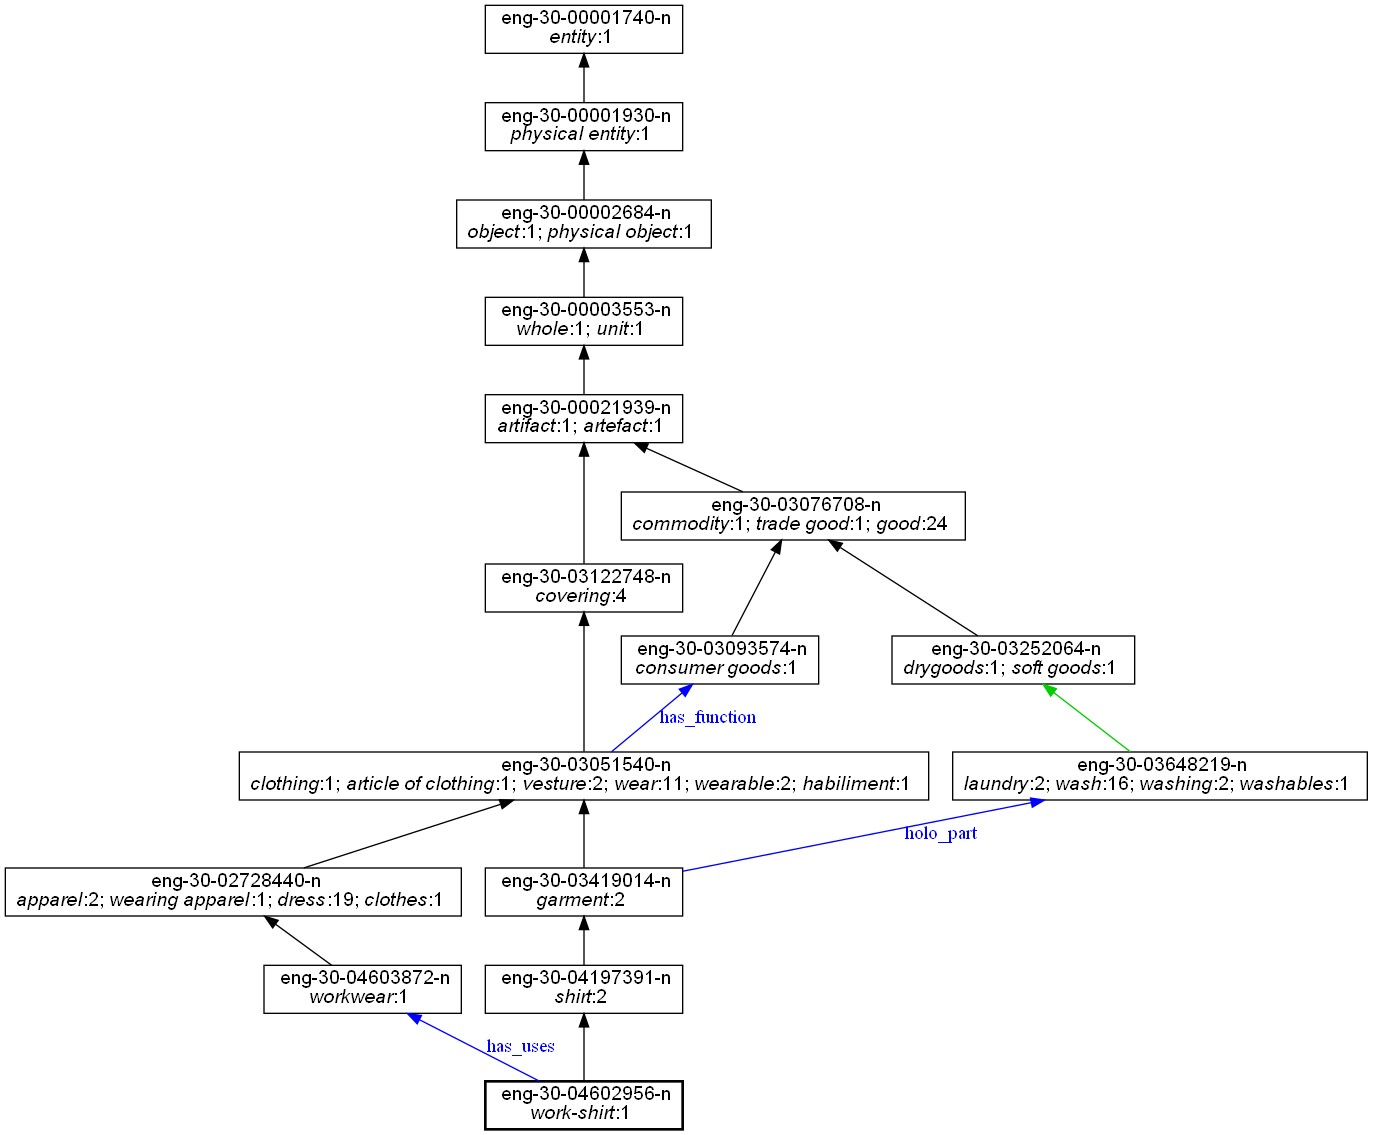 eng-30-00001740-n
entity:1
eng-30-00001930-n
physical entity:1
eng-30-00002684-n
object:1; physical object:1
eng-30-00003553-n
whole:1; unit:1
eng-30-00021939-n
artifact:1; artefact:1
eng-30-03076708-n
commodity:1; trade good:1; good:24
eng-30-03122748-n
covering:4
eng-30-03093574-n
consumer goods:1
eng-30-03252064-n
drygoods:1; soft goods:1
has_function
eng-30-03051540-n
clothing:1; article of clothing:1; vesture:2; wear:11; wearable:2; habiliment:1
eng-30-03648219-n
laundry:2; wash:16; washing:2; washables:1
holo_part
eng-30-02728440-n
apparel:2; wearing apparel:1; dress:19; clothes:1
eng-30-03419014-n
garment:2
eng-30-04603872-n
workwear:1
eng-30-04197391-n
shirt:2
has_uses
eng-30-04602956-n
work-shirt:1